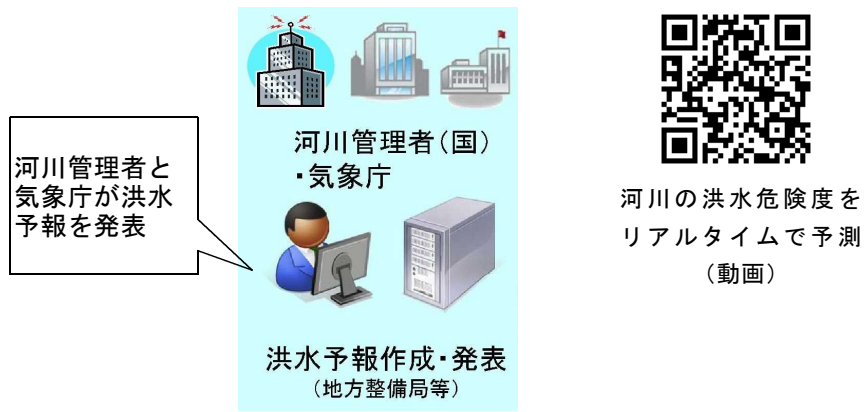 河川管理者と
気象庁が洪水
予報を発表
河川管理者（国）
・気象庁
洪水予報作成・発表
（地方整備局等）
河川の洪水危険度を
リアルタイムで予測
（動画）